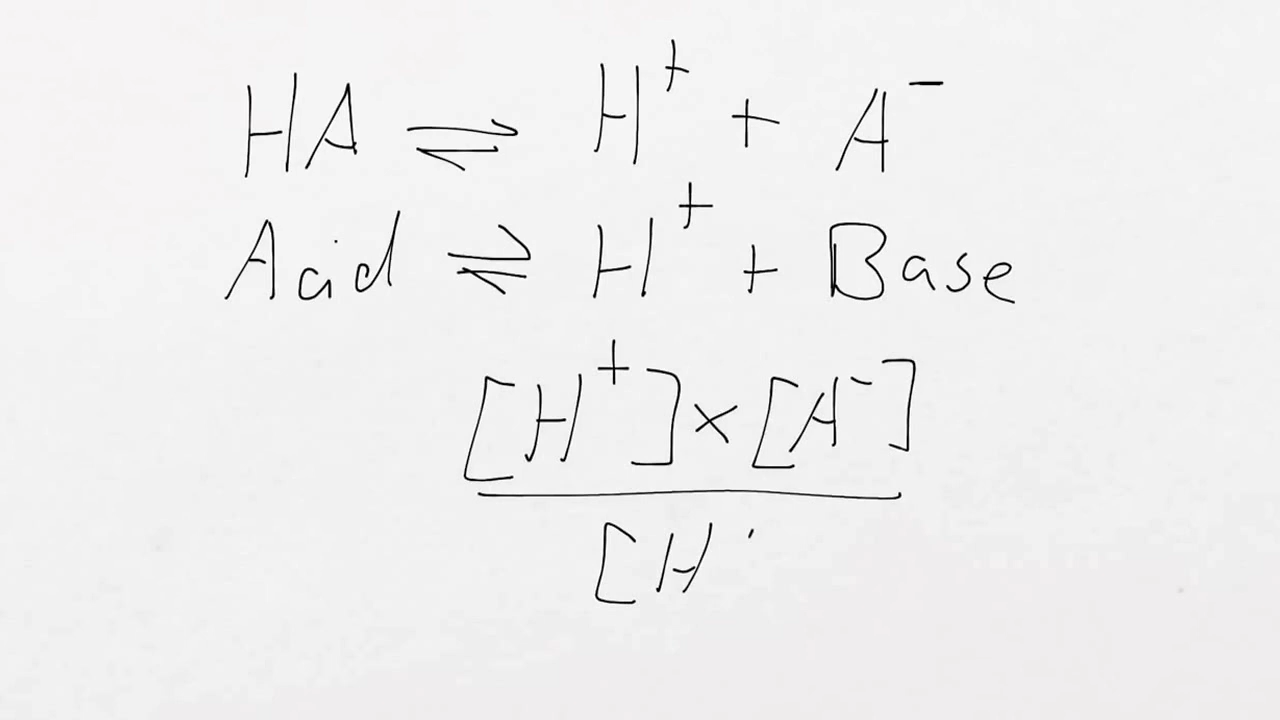 HA ⇌ H⁺ + A⁻
Acid ⇌ H⁺ + Base
[H⁺] × [A⁻]
[H